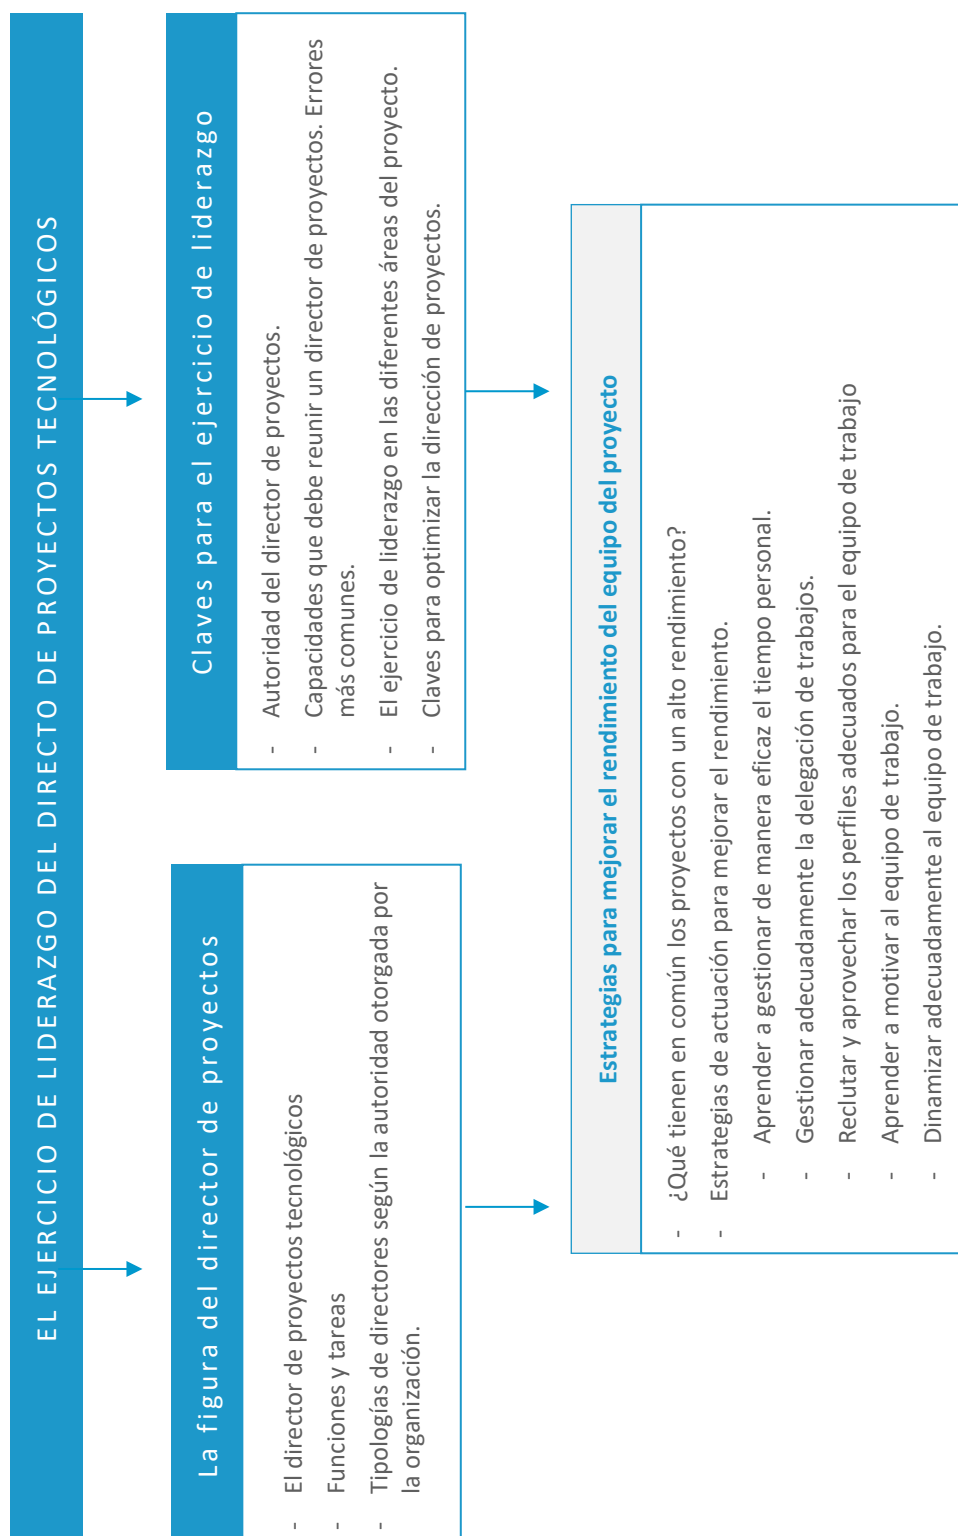 EL EJERCICIO DE LIDERAZGO DEL DIRECTO DE PROYECTOS TECNOLÓGICOS
La figura del director de proyectos
- El director de proyectos tecnológicos
- Funciones y tareas
- Tipologías de directores según la autoridad otorgada por
la organización.
Claves para el ejercicio de liderazgo
- Autoridad del director de proyectos.
- Capacidades que debe reunir un director de proyectos. Errores
más comunes.
- El ejercicio de liderazgo en las diferentes áreas del proyecto.
- Claves para optimizar la dirección de proyectos.
Estrategias para mejorar el rendimiento del equipo del proyecto
- ¿Qué tienen en común los proyectos con un alto rendimiento?
- Estrategias de actuación para mejorar el rendimiento.
- Aprender a gestionar de manera eficaz el tiempo personal.
- Gestionar adecuadamente la delegación de trabajos.
- Reclutar y aprovechar los perfiles adecuados para el equipo de trabajo
- Aprender a motivar al equipo de trabajo.
- Dinamizar adecuadamente al equipo de trabajo.